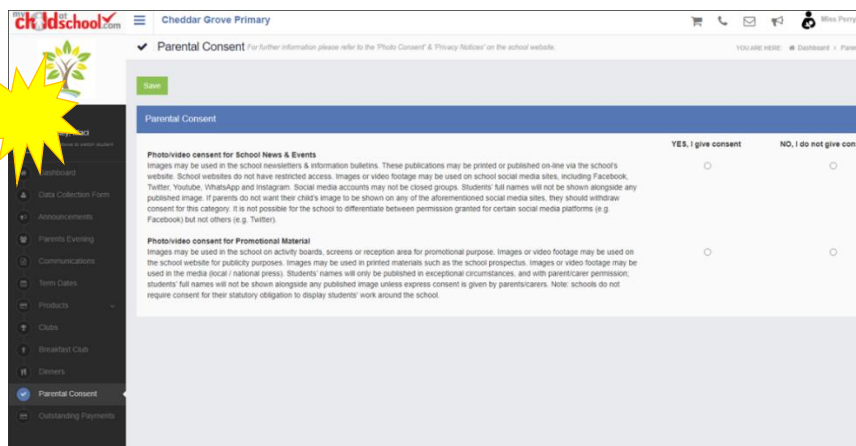 my
at
childschool.com
Cheddar Grove Primary
Miss Perry
Parental Consent For further information please refer to the 'Photo Consent' & 'Privacy Notices' on the school website.
YOU ARE HERE: Dashboard > Paren
Save
Parental Consent
YES, I give consent
NO, I do not give con
Photo/video consent for School News & Events
Images may be used in the school newsletters & information bulletins. These publications may be printed or published on-line via the school's
website. School websites do not have restricted access. Images or video footage may be used on school social media sites, including Facebook,
Twitter, Youtube, WhatsApp and Instagram. Social media accounts may not be closed groups. Students' full names will not be shown alongside any
published image. If parents do not want their child's image to be shown on any of the aforementioned social media sites, they should withdraw
consent for this category. It is not possible for the school to differentiate between permission granted for certain social media platforms (e.g.
Facebook) but not others (e.g. Twitter).
Photo/video consent for Promotional Material
Images may be used in the school on activity boards, screens or reception area for promotional purpose. Images or video footage may be used on
the school website for publicity purposes. Images may be used in printed materials such as the school prospectus. Images or video footage may be
used in the media (local / national press). Students' names will only be published in exceptional circumstances, and with parent/carer permission;
students' full names will not be shown alongside any published image unless express consent is given by parents/carers. Note: schools do not
require consent for their statutory obligation to display students' work around the school.
to switch student
Dashboard
Data Collection Form
Announcements
Parents Evening
Communications
Term Dates
Products
Clubs
Breakfast Club
Dinners
Parental Consent
Outstanding Payments